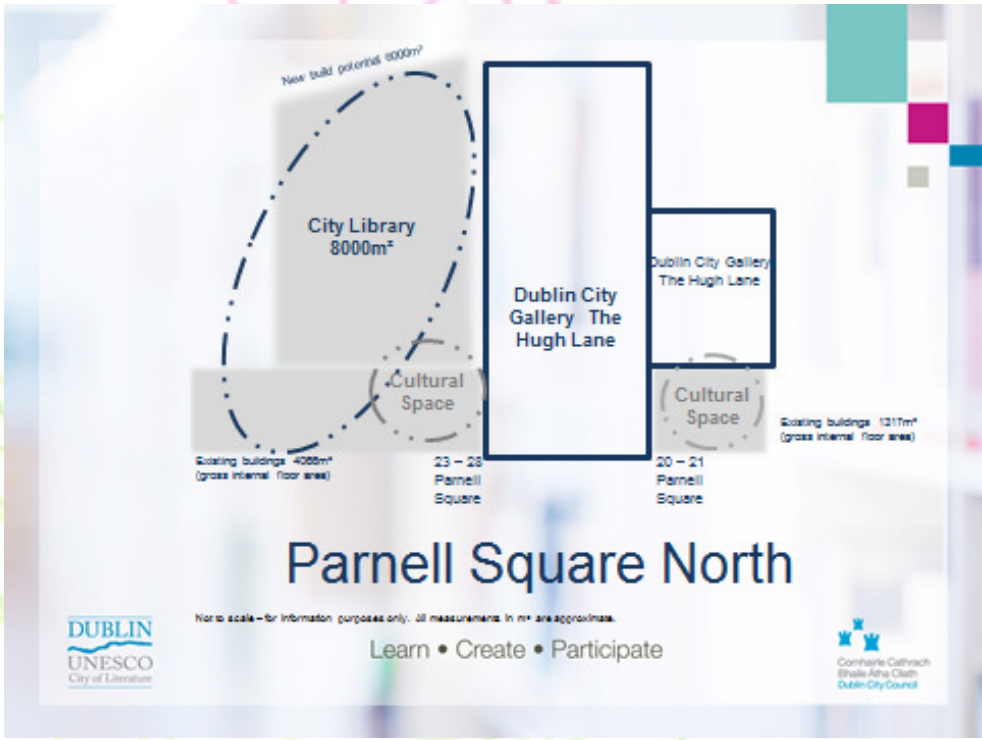 New build potential 6000m²
City Library
8000m²
Dublin City
Gallery The
Hugh Lane
Dublin City Gallery
The Hugh Lane
Cultural
Space
Cultural
Space
Existing buildings 1217m²
(gross internal floor area)
Existing buildings
(gross internal floor area)
23 – 28
Parnell
Square
20 – 21
Parnell
Square
Parnell Square North
Not to scale – for information purposes only. All measurements in m² are approximate.
Learn • Create • Participate
DUBLIN
UNESCO
City of Literature
Comhairle Cathrach
Bhaile Átha Cliath
Dublin City Council